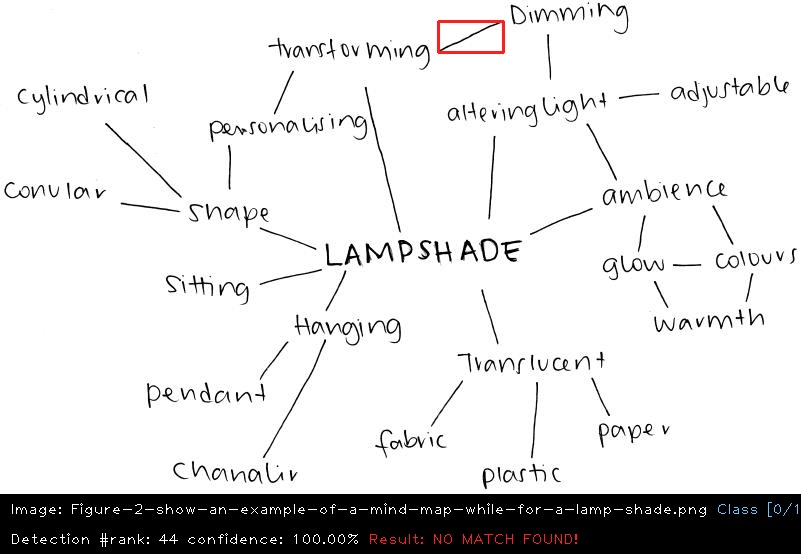 Dimming
transforming
Cylindrical
adjustable
altering light
personalising
Conular
ambience
shape
LAMPSHADE
glow
colours
Sitting
warmth
Hanging
Translucent
pendant
fabric
paper
Chanalir
plastic
Image: Figure-2-show-an-example-of-a-mind-map-while-for-a-lamp-shade.png Class [0/1
Detection #rank: 44 confidence: 100.00% Result: NO MATCH FOUND!